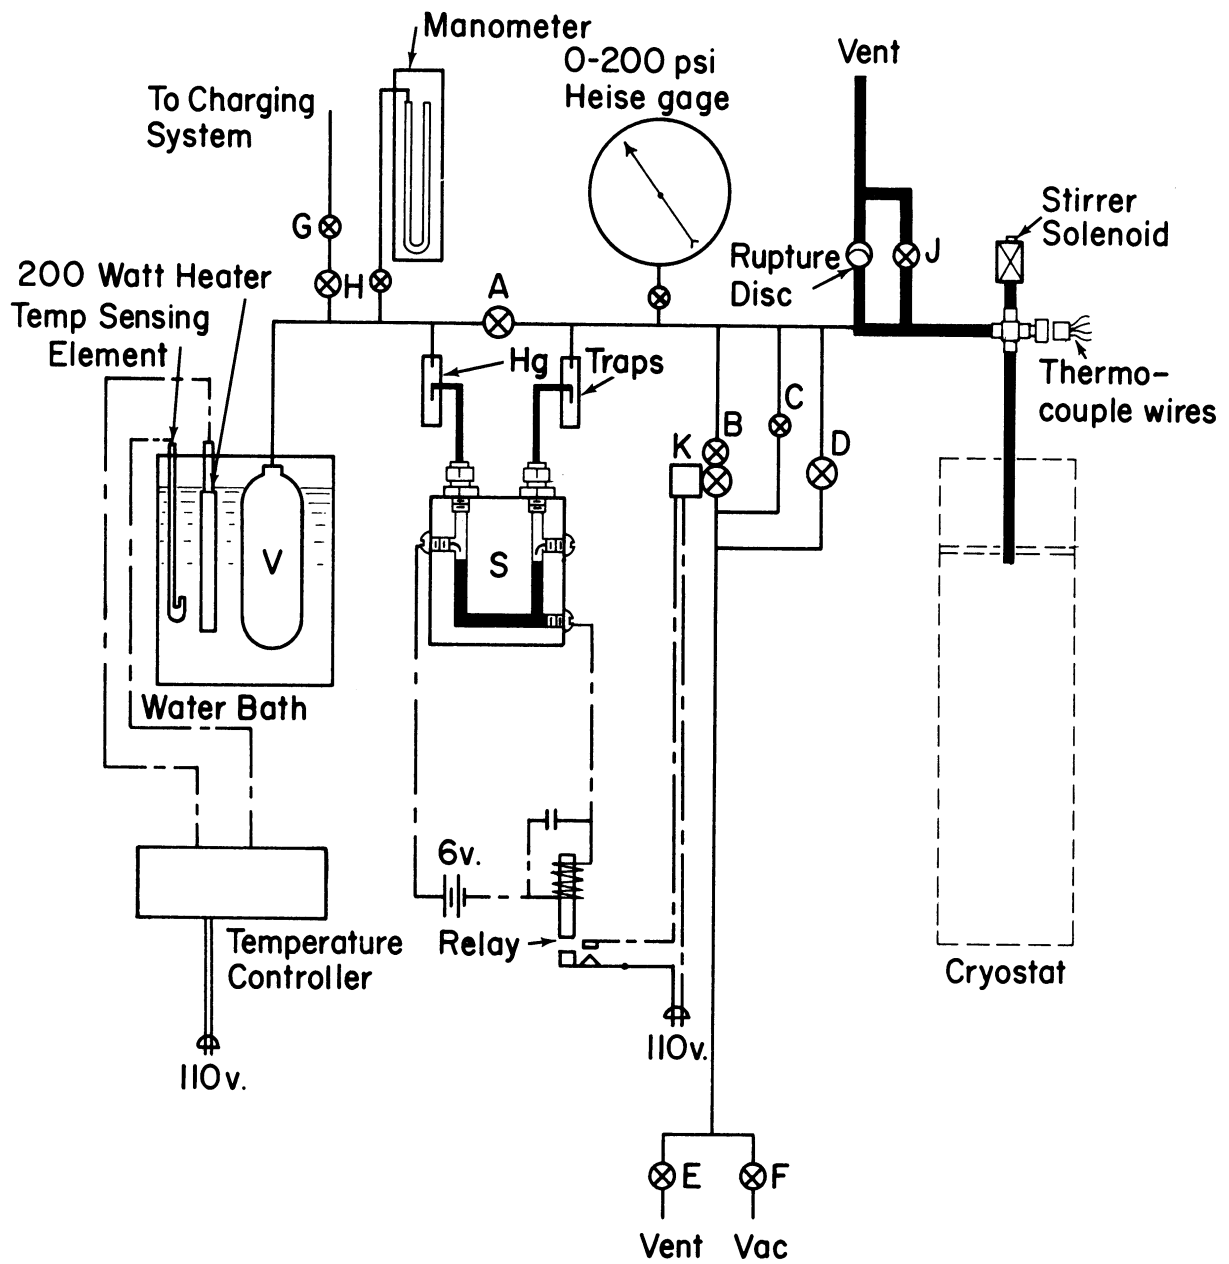 Manometer
0-200 psi
Heise gage
Vent
To Charging
System
G
H
Stirrer
Solenoid
Rupture
Disc
J
200 Watt Heater
Temp Sensing
Element
A
Hg Traps
Thermo-
couple wires
C
B
K
D
V
S
Water Bath
6v.
Relay
Temperature
Controller
Cryostat
110v.
110v.
E
F
Vent
Vac